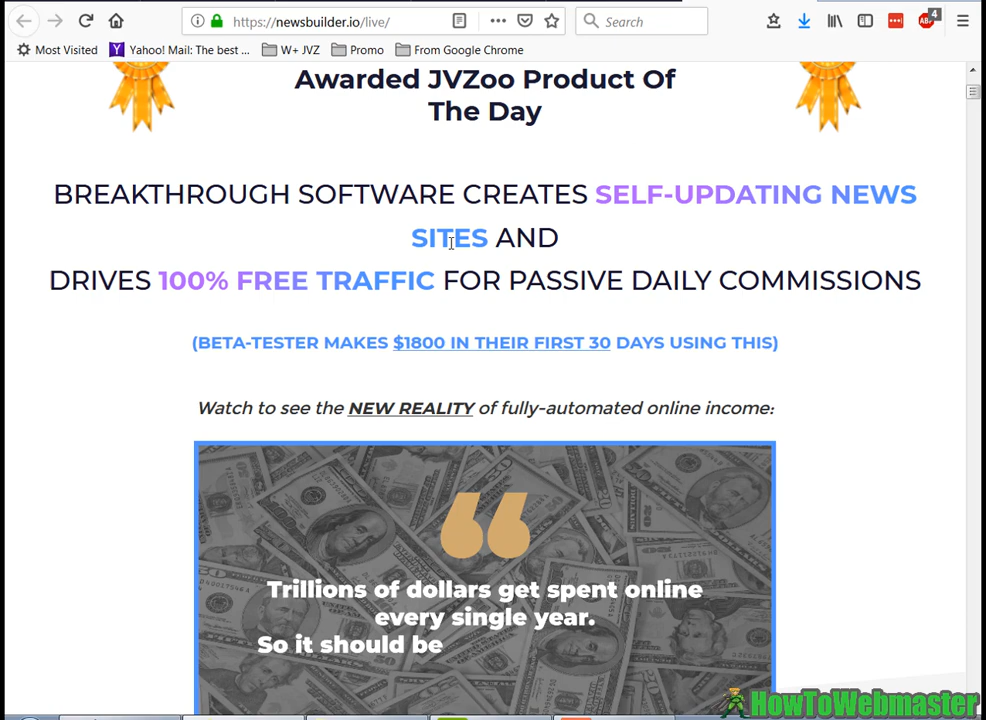 https://newsbuilder.io/live/
Search
4
Most Visited
Yahoo! Mail: The best ...
W+ JVZ
Promo
From Google Chrome
Awarded JVZoo Product Of
The Day
BREAKTHROUGH SOFTWARE CREATES SELF-UPDATING NEWS
SITES AND
DRIVES 100% FREE TRAFFIC FOR PASSIVE DAILY COMMISSIONS
(BETA-TESTER MAKES $1800 IN THEIR FIRST 30 DAYS USING THIS)
Watch to see the NEW REALITY of fully-automated online income:
Trillions of dollars get spent online
every single year.
So it should be
HowToWebmaster